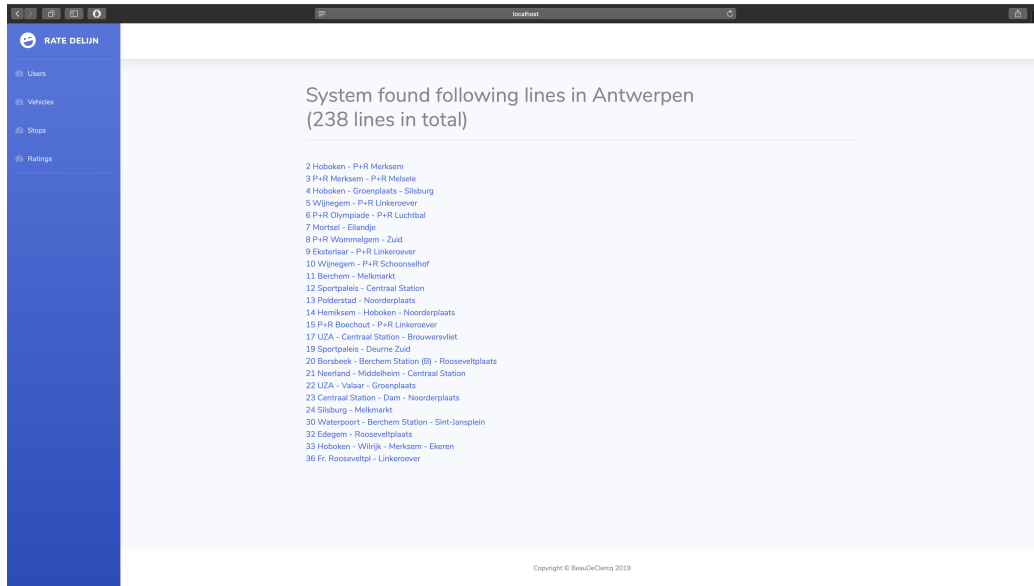 localhost
RATE DELIJN
Users
Vehicles
Stops
Ratings
System found following lines in Antwerpen
(238 lines in total)
2 Hoboken - P+R Merksem
3 P+R Merksem - P+R Melsele
4 Hoboken - Groenplaats - Silsburg
5 Wijnegem - P+R Linkeroever
6 P+R Olympiade - P+R Luchtbal
7 Mortsel - Eilandje
8 P+R Wommelgem - Zuid
9 Eksterlaar - P+R Linkeroever
10 Wijnegem - P+R Schoonselhof
11 Berchem - Melkmarkt
12 Sportpaleis - Centraal Station
13 Polderstad - Noorderplaats
14 Hemiksem - Hoboken - Noorderplaats
15 P+R Boechout - P+R Linkeroever
17 UZA - Centraal Station - Brouwersvliet
19 Sportpaleis - Deurne Zuid
20 Borsbeek - Berchem Station (B) - Rooseveltplaats
21 Neerland - Middelheim - Centraal Station
22 UZA - Valaar - Groenplaats
23 Centraal Station - Dam - Noorderplaats
24 Silsburg - Melkmarkt
30 Waterpoort - Berchem Station - Sint-Jansplein
32 Edegem - Rooseveltplaats
33 Hoboken - Wilrijk - Merksem - Ekeren
36 Fr. Rooseveltpl - Linkeroever
Copyright © BeauDeClercq 2019